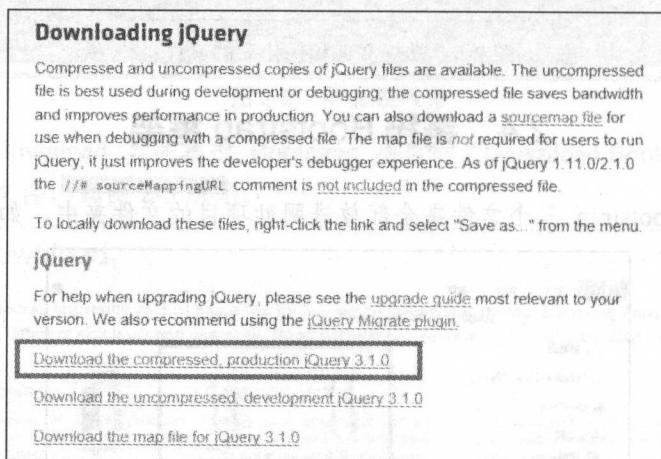 Downloading jQuery
Compressed and uncompressed copies of jQuery files are available. The uncompressed
file is best used during development or debugging; the compressed file saves bandwidth
and improves performance in production. You can also download a sourcemap file for
use when debugging with a compressed file. The map file is not required for users to run
jQuery, it just improves the developer's debugger experience. As of jQuery 1.11.0/2.1.0
the //# sourceMappingURL comment is not included in the compressed file.
To locally download these files, right-click the link and select "Save as..." from the menu.
jQuery
For help when upgrading jQuery, please see the upgrade guide most relevant to your
version. We also recommend using the jQuery Migrate plugin.
Download the compressed, production jQuery 3.1.0
Download the uncompressed, development jQuery 3.1.0
Download the map file for jQuery 3.1.0